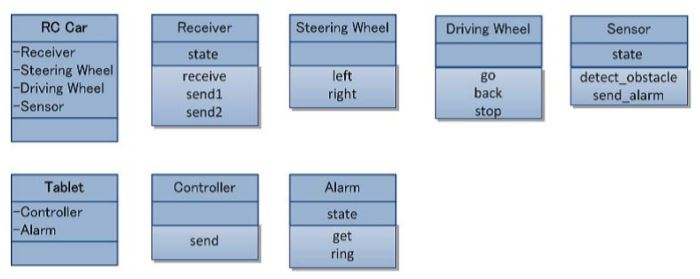 RC Car
-Receiver
-Steering Wheel
-Driving Wheel
-Sensor
Receiver
state
receive
send1
send2
Steering Wheel
left
right
Driving Wheel
go
back
stop
Sensor
state
detect_obstacle
send_alarm
Tablet
-Controller
-Alarm
Controller
send
Alarm
state
get
ring